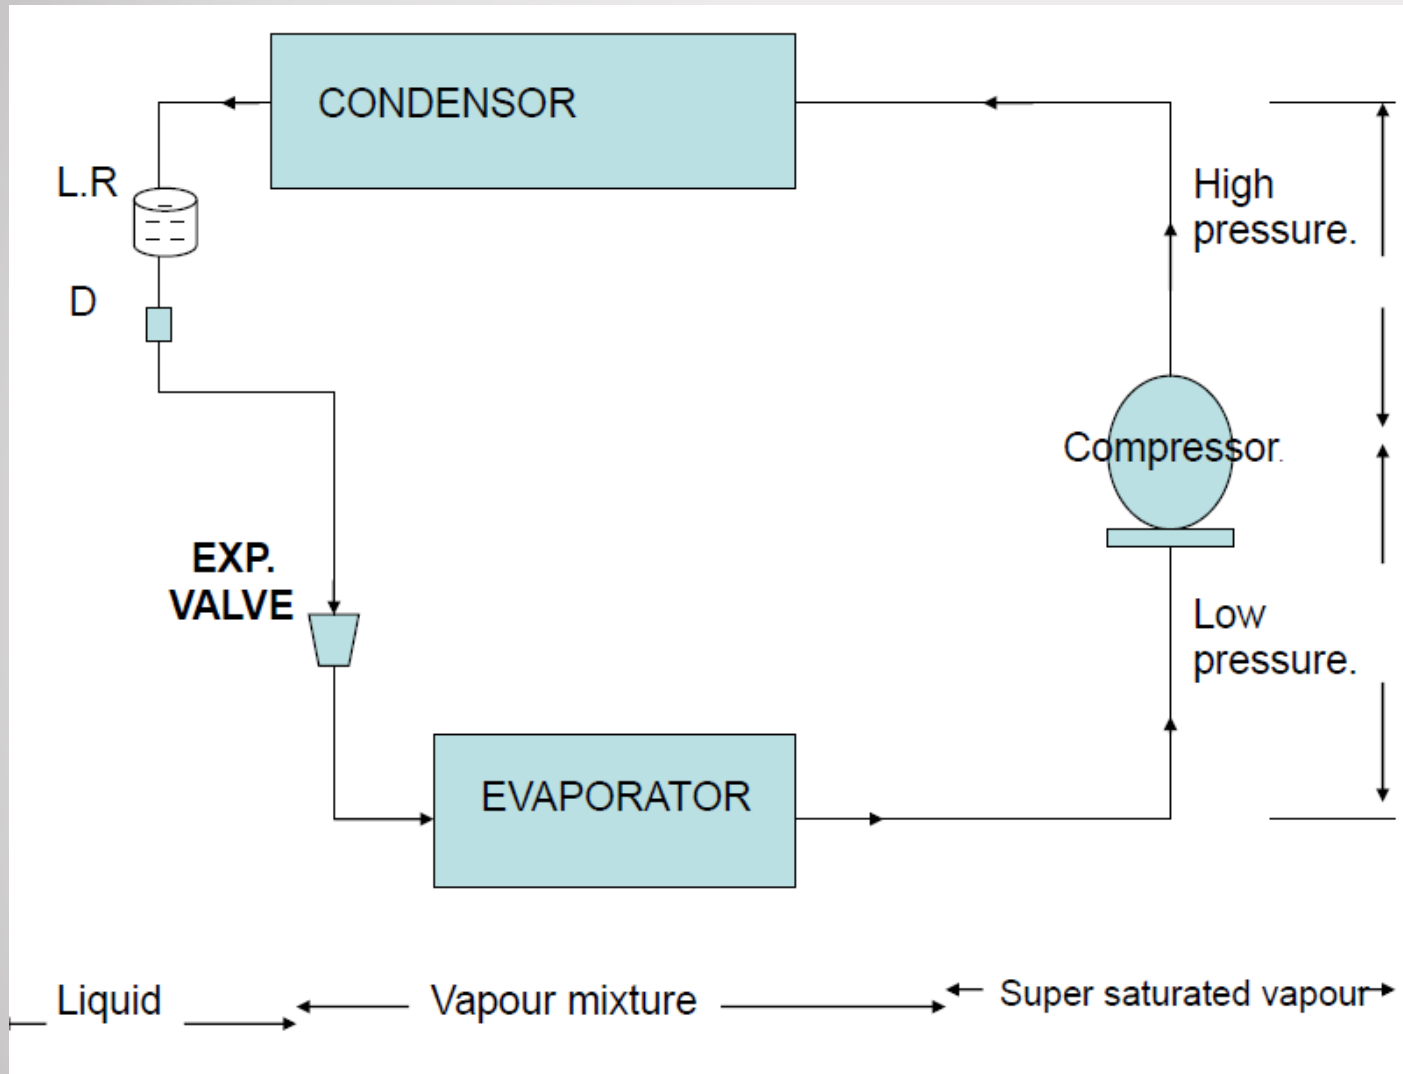 CONDENSOR
L.R
High
pressure.
D
Compressor.
EXP.
VALVE
Low
pressure.
EVAPORATOR
Liquid
Vapour mixture
Super saturated vapour